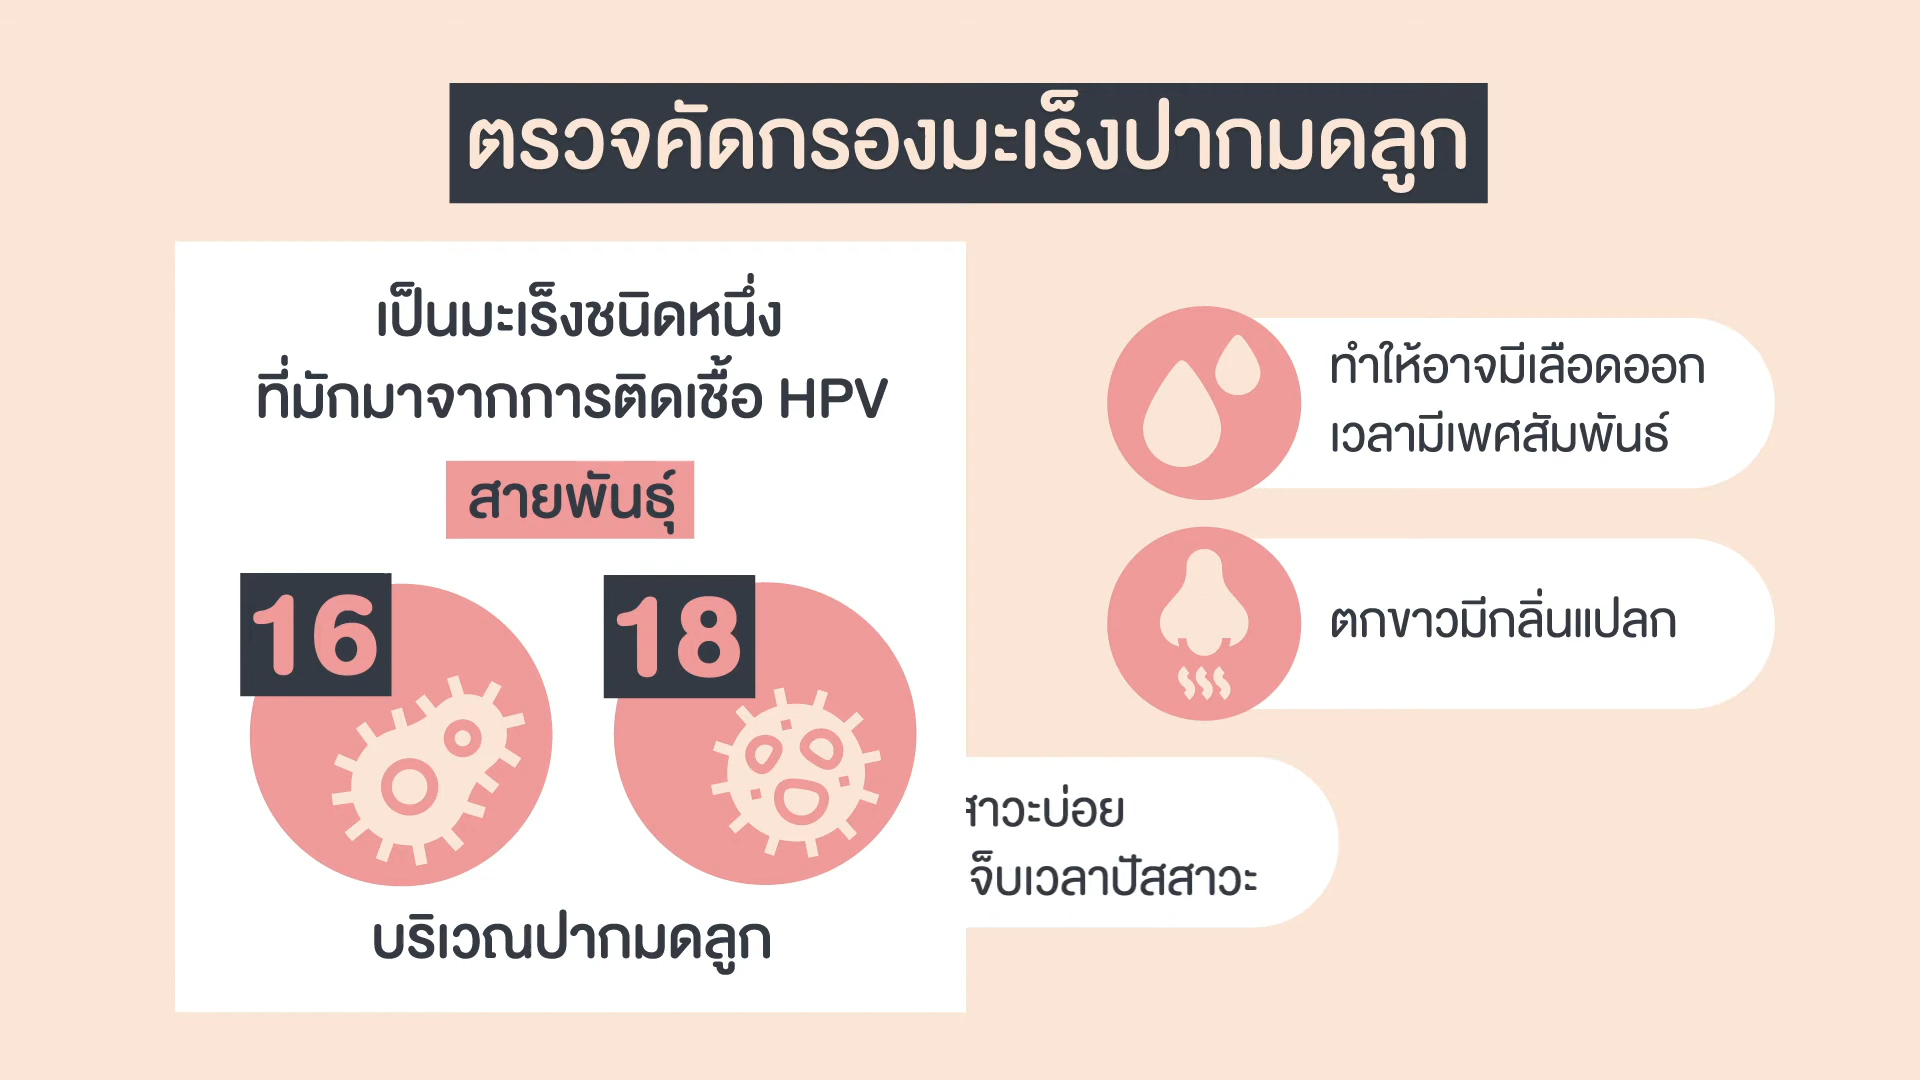 ตรวจคัดกรองมะเร็งปากมดลูก
เป็นมะเร็งชนิดหนึ่ง
ที่มักมาจากการติดเชื้อ HPV
สายพันธุ์
16
18
บริเวณปากมดลูก
ทำให้อาจมีเลือดออก
เวลามีเพศสัมพันธ์
ตกขาวมีกลิ่นแปลก
สาวะบ่อย
จ็บเวลาปัสสาวะ